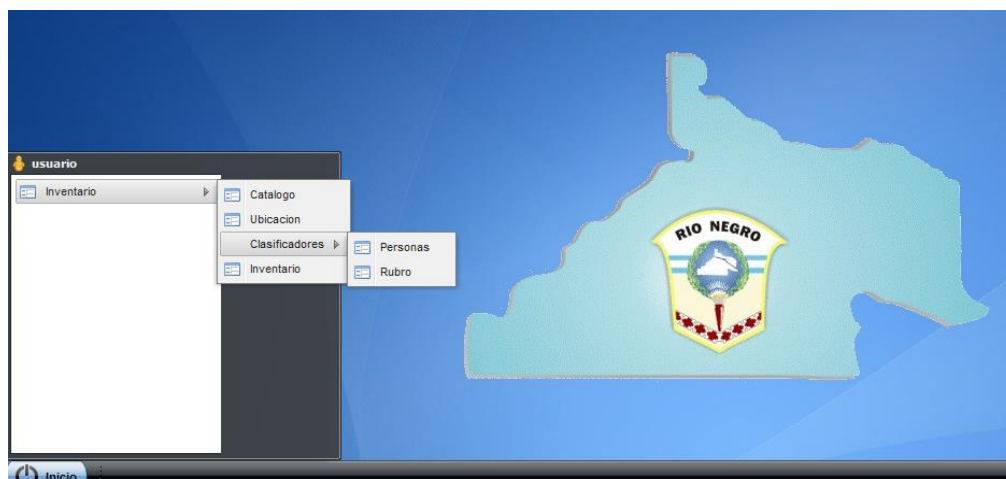 usuario
Inventario
Catalogo
Ubicacion
Clasificadores
Inventario
Personas
Rubro
RIO NEGRO
Inicio